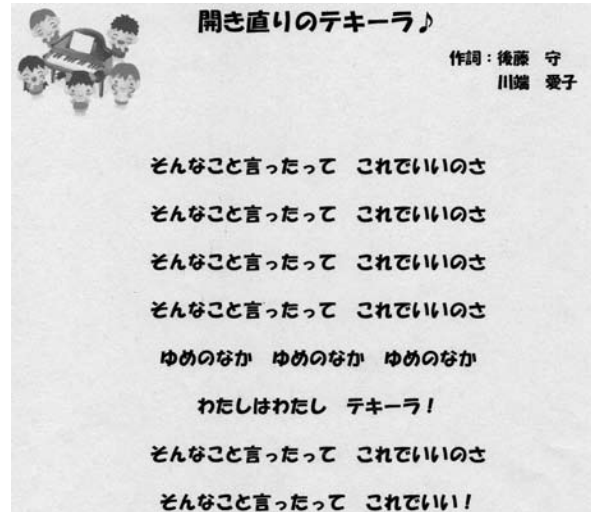 開き直りのテキーラ♪
作詞：後藤　守
川端　愛子
そんなこと言ったって　これでいいのさ
そんなこと言ったって　これでいいのさ
そんなこと言ったって　これでいいのさ
そんなこと言ったって　これでいいのさ
ゆめのなか　ゆめのなか　ゆめのなか
わたしはわたし　テキーラ！
そんなこと言ったって　これでいいのさ
そんなこと言ったって　これでいい！